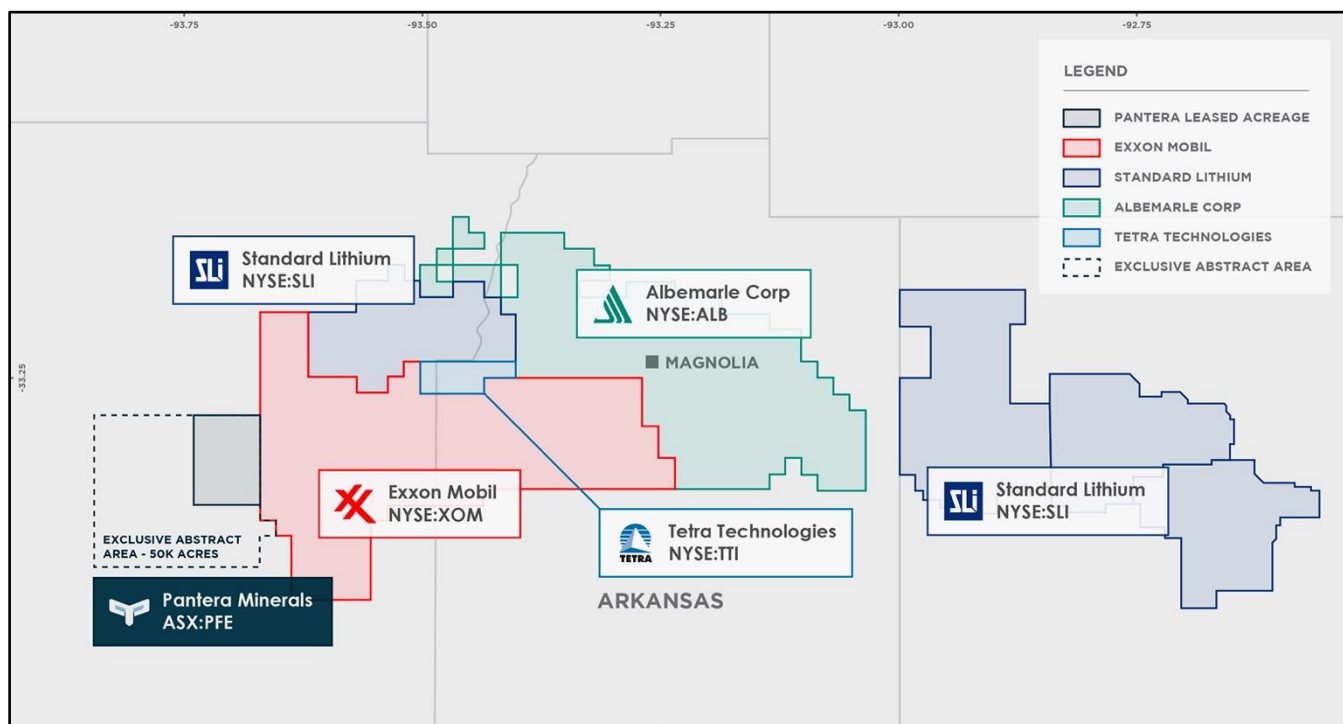 -93.75
-93.50
-93.25
-93.00
-92.75
LEGEND
PANTERA LEASED ACREAGE
EXXON MOBIL
STANDARD LITHIUM
ALBEMARLE CORP
TETRA TECHNOLOGIES
EXCLUSIVE ABSTRACT AREA
SLi
Standard Lithium
NYSE:SLI
Albemarle Corp
NYSE:ALB
MAGNOLIA
-33.25
Exxon Mobil
NYSE:XOM
SLi
Standard Lithium
NYSE:SLI
TETRA
Tetra Technologies
NYSE:TTI
EXCLUSIVE ABSTRACT
AREA - 50K ACRES
Pantera Minerals
ASX:PFE
ARKANSAS